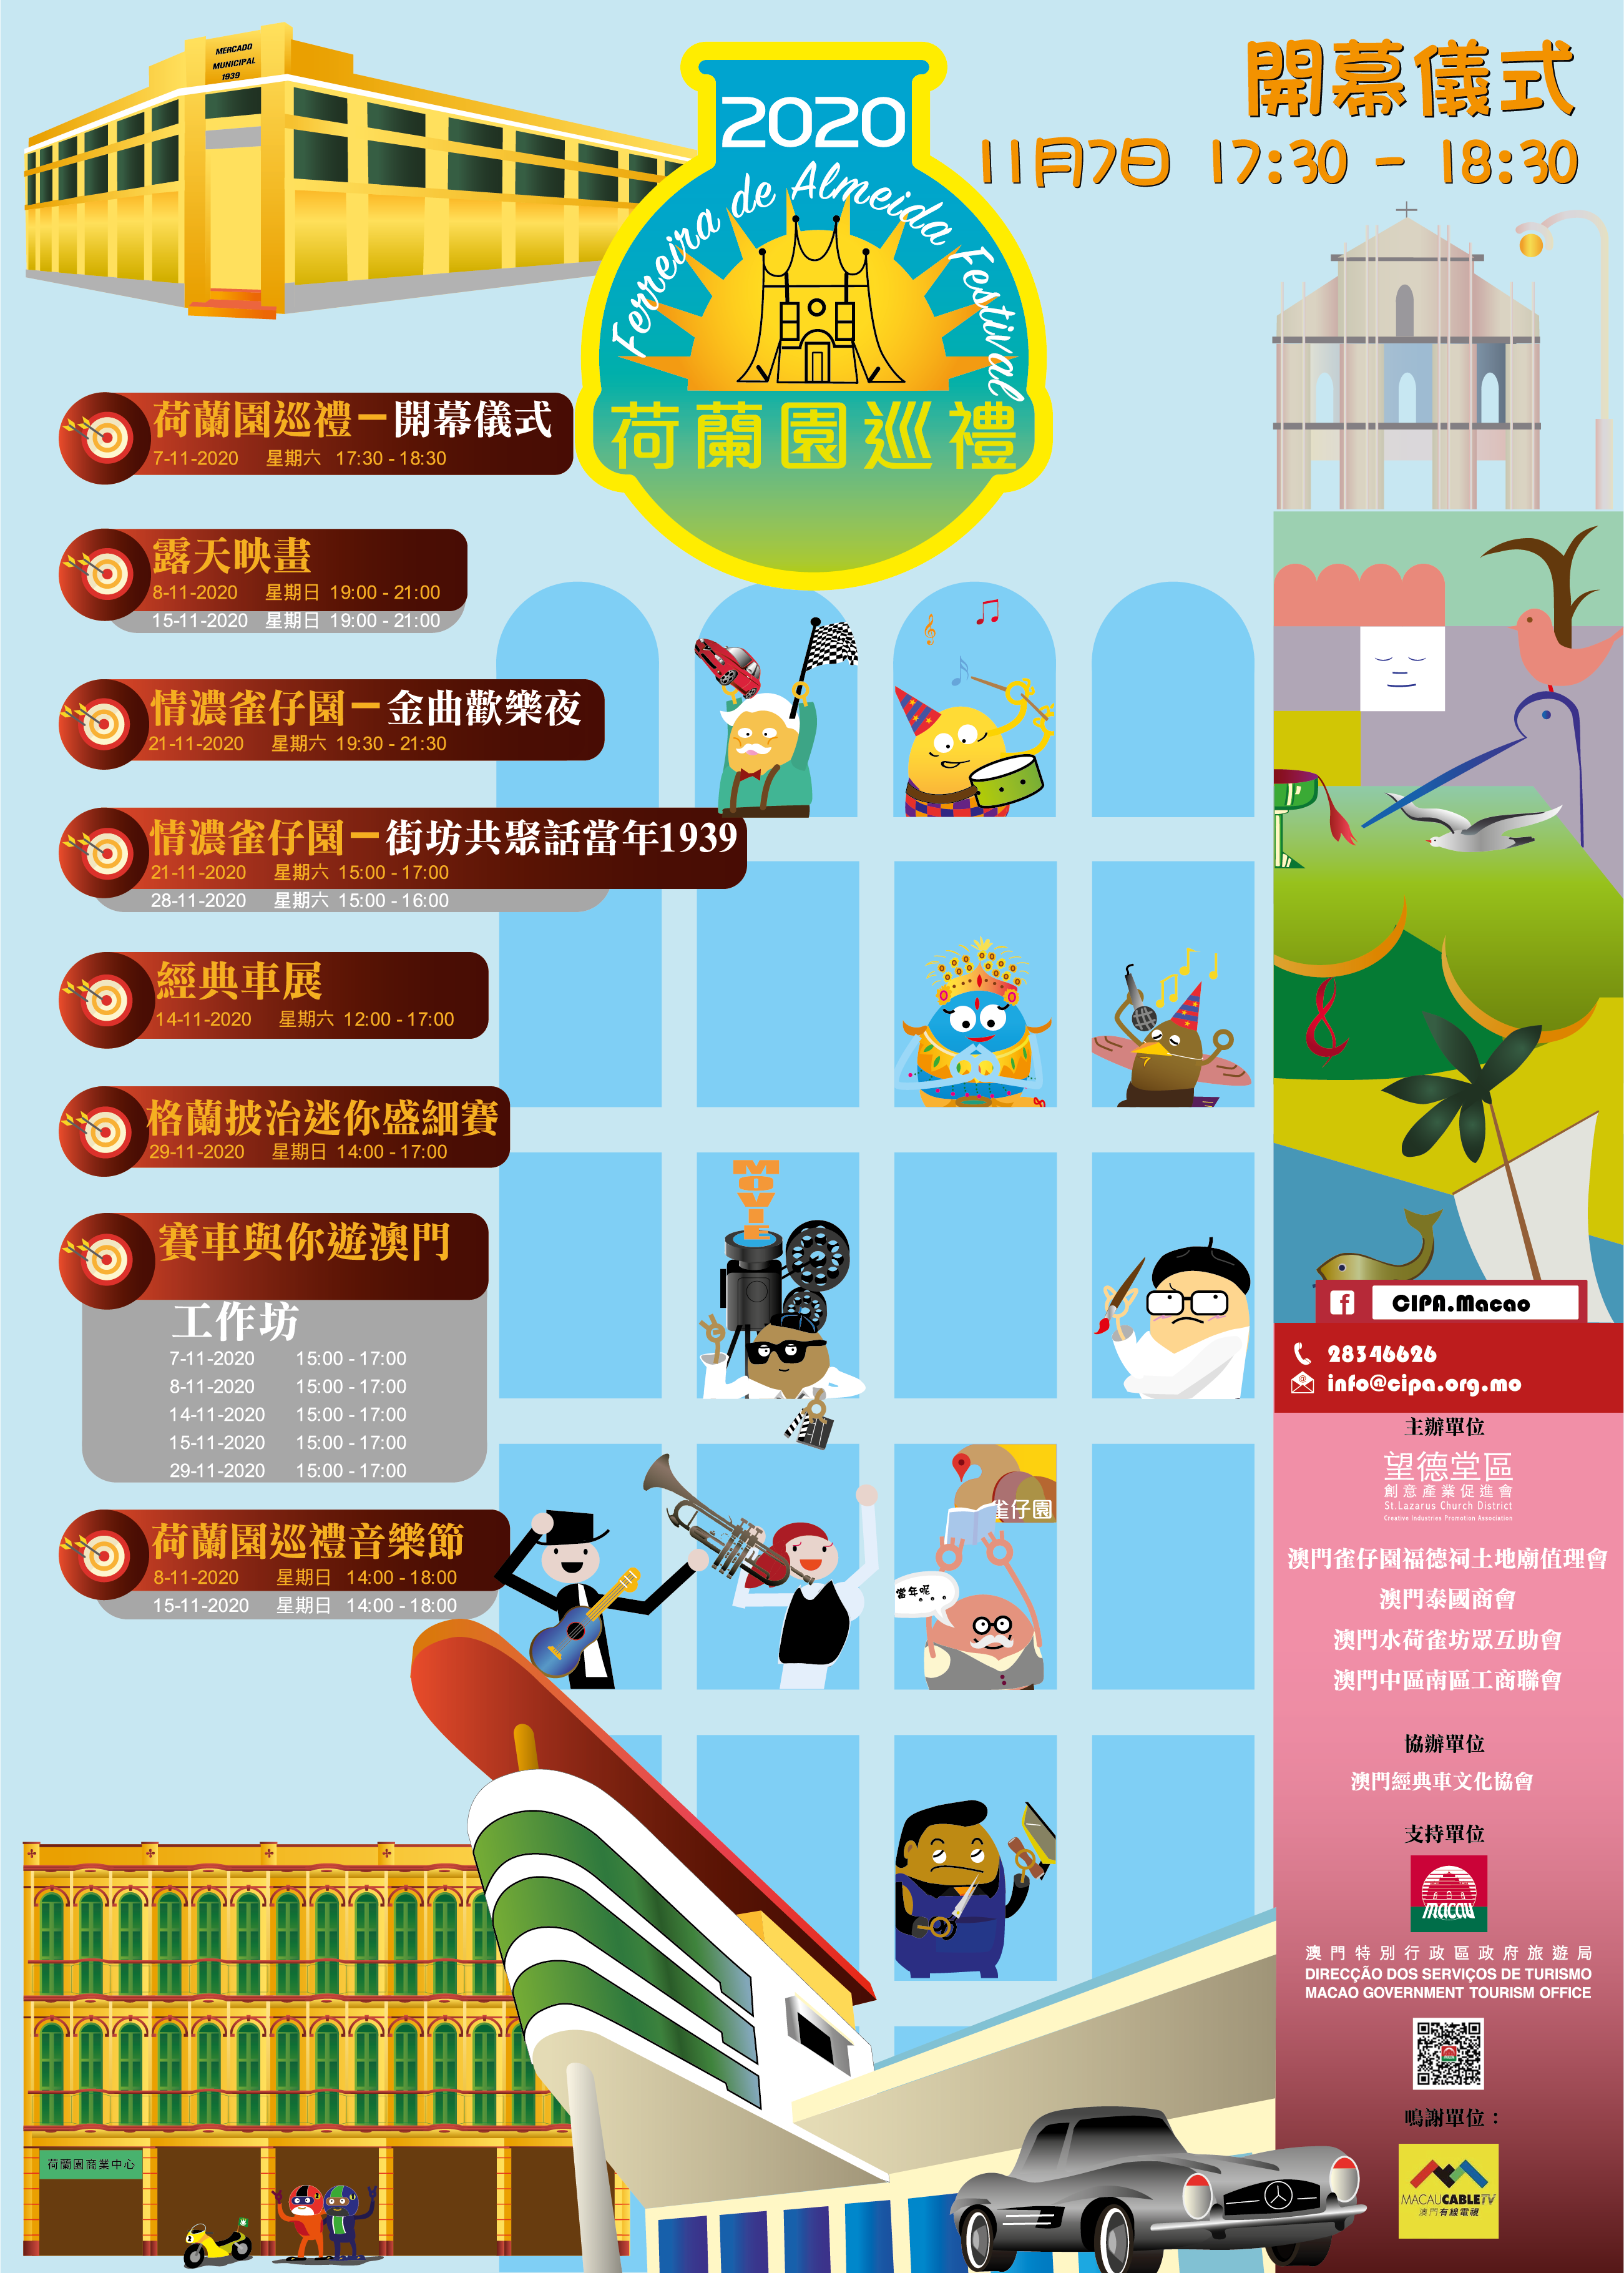 MERCADO
MUNICIPAL
1939
2020
Ferreira de Almeida Festival
荷蘭園巡禮
開幕儀式
11月7日 17:30 - 18:30
荷蘭園巡禮－開幕儀式
7-11-2020 星期六 17:30 - 18:30
露天映畫
8-11-2020 星期日 19:00 - 21:00
15-11-2020 星期日 19:00 - 21:00
情濃雀仔園－金曲歡樂夜
21-11-2020 星期六 19:30 - 21:30
情濃雀仔園－街坊共聚話當年1939
21-11-2020 星期六 15:00 - 17:00
28-11-2020 星期六 15:00 - 16:00
經典車展
14-11-2020 星期六 12:00 - 17:00
格蘭披治迷你盛細賽
29-11-2020 星期日 14:00 - 17:00
賽車與你遊澳門
工作坊
7-11-2020 15:00 - 17:00
8-11-2020 15:00 - 17:00
14-11-2020 15:00 - 17:00
15-11-2020 15:00 - 17:00
29-11-2020 15:00 - 17:00
荷蘭園巡禮音樂節
8-11-2020 星期日 14:00 - 18:00
15-11-2020 星期日 14:00 - 18:00
MOVIE
雀仔園
當年呢
....
荷蘭園商業中心
CIPA.Macao
28346626
info@cipa.org.mo
主辦單位
望德堂區
創意產業促進會
St.Lazarus Church District
Creative Industries Promotion Association
澳門雀仔園福德祠土地廟值理會
澳門泰國商會
澳門水荷雀坊眾互助會
澳門中區南區工商聯會
協辦單位
澳門經典車文化協會
支持單位
macau
澳門特別行政區政府旅遊局
DIRECÇÃO DOS SERVIÇOS DE TURISMO
MACAO GOVERNMENT TOURISM OFFICE
鳴謝單位：
MACAUCABLETV
澳門有線電視